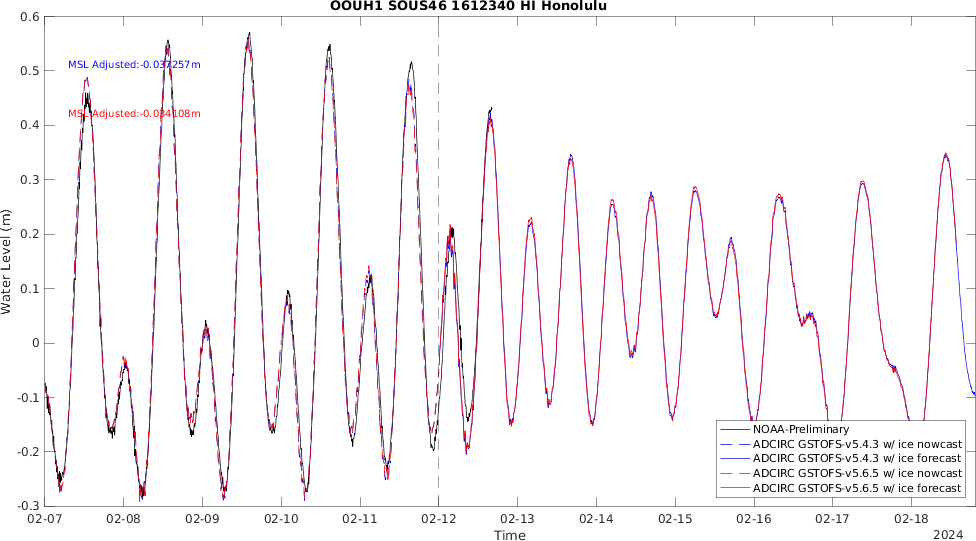 OOUH1 SOUS46 1612340 HI Honolulu
0.6
0.5
0.4
0.3
0.2
0.1
0
-0.1
-0.2
-0.3
Water Level (m)
MSL Adjusted:-0.037257m
MSL Adjusted:-0.034108m
NOAA-Preliminary
ADCIRC GSTOFS-v5.4.3 w/ ice nowcast
ADCIRC GSTOFS-v5.4.3 w/ ice forecast
ADCIRC GSTOFS-v5.6.5 w/ ice nowcast
ADCIRC GSTOFS-v5.6.5 w/ ice forecast
02-07 02-08 02-09 02-10 02-11 02-12 02-13 02-14 02-15 02-16 02-17 02-18
Time
2024